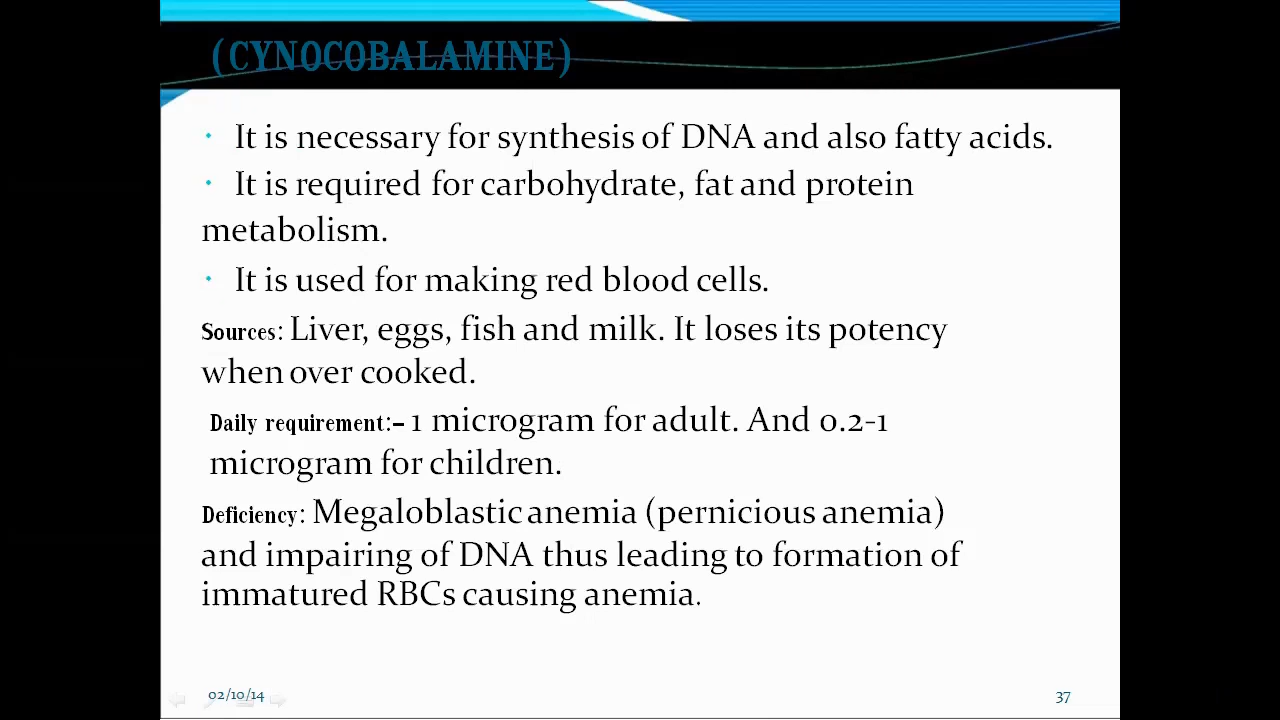 (CYNOCOBALAMINE)
• It is necessary for synthesis of DNA and also fatty acids.
• It is required for carbohydrate, fat and protein
metabolism.
• It is used for making red blood cells.
Sources: Liver, eggs, fish and milk. It loses its potency
when over cooked.
Daily requirement:– 1 microgram for adult. And 0.2-1
microgram for children.
Deficiency: Megaloblastic anemia (pernicious anemia)
and impairing of DNA thus leading to formation of
immatured RBCs causing anemia.
02/10/14 37